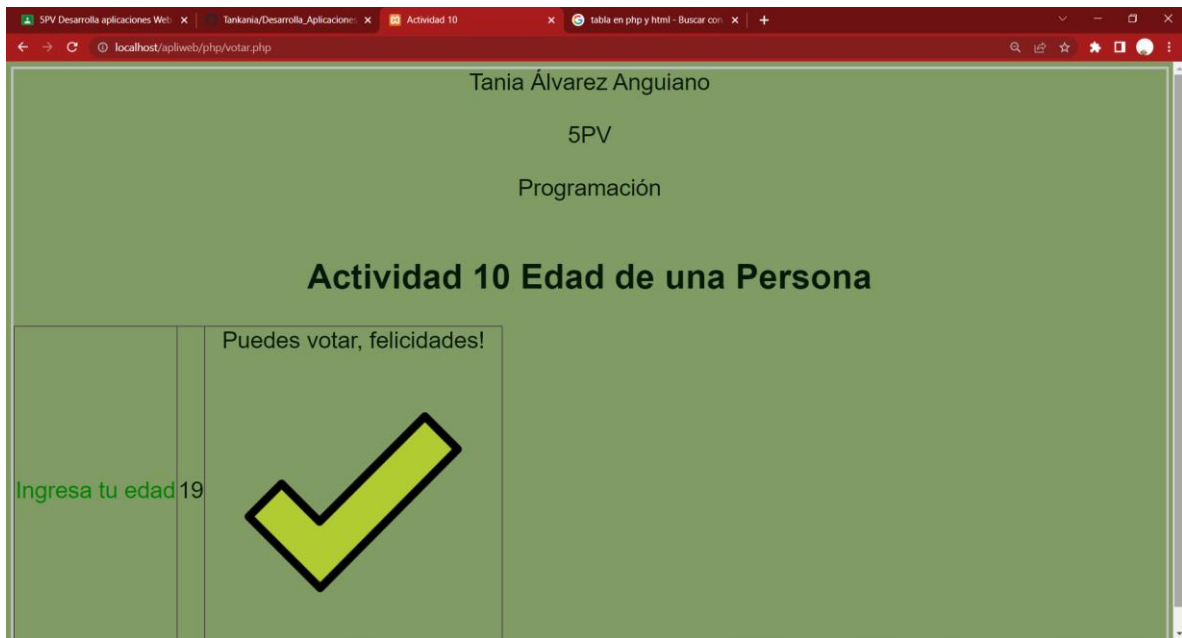 5PV Desarrolla aplicaciones Web
Tankania/Desarrolla_Aplicaciones
Actividad 10
tabla en php y html - Buscar con
localhost/apliweb/php/votar.php
Tania Álvarez Anguiano
5PV
Programación
Actividad 10 Edad de una Persona
Puedes votar, felicidades!
Ingresa tu edad 19